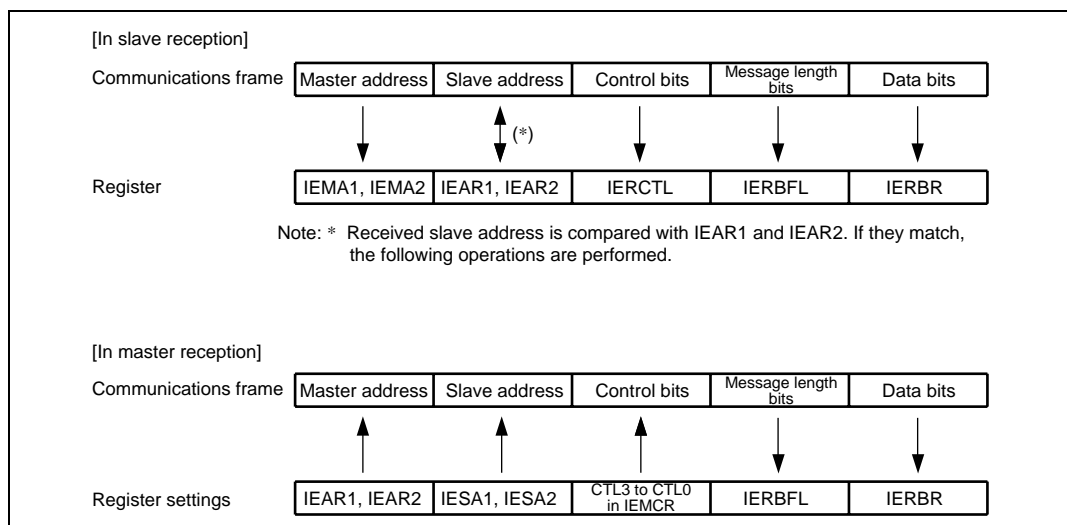 [In slave reception]
Communications frame Master address Slave address Control bits Message length bits Data bits
(*)
Register IEMA1, IEMA2 IEAR1, IEAR2 IERCTL IERBFL IERBR
Note: * Received slave address is compared with IEAR1 and IEAR2. If they match,
the following operations are performed.
[In master reception]
Communications frame Master address Slave address Control bits Message length bits Data bits
Register settings IEAR1, IEAR2 IESA1, IESA2 CTL3 to CTL0 in IEMCR IERBFL IERBR